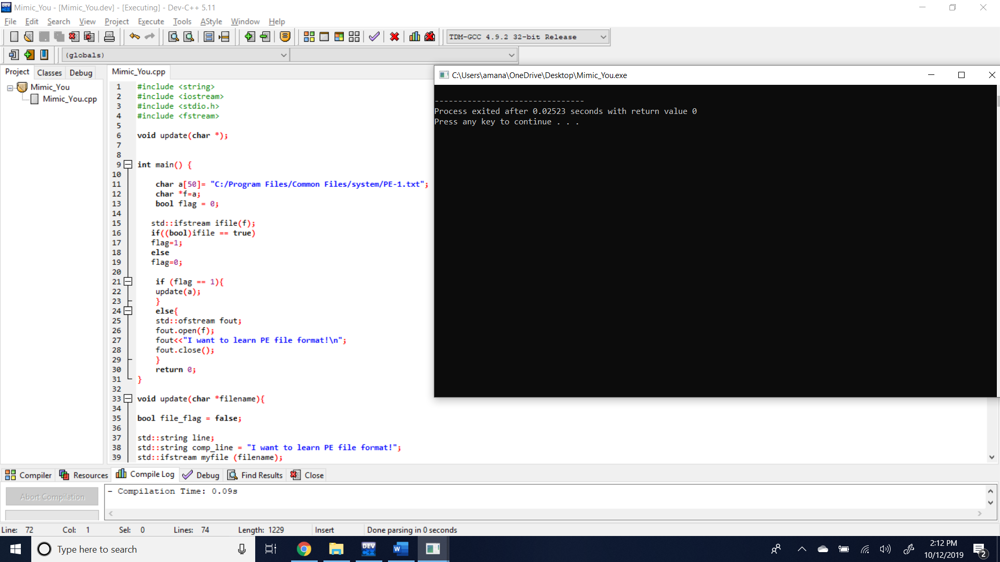 Mimic_You - [Mimic_You.dev] - [Executing] - Dev-C++ 5.11
File Edit Search View Project Execute Tools AStyle Window Help
TDM-GCC 4.9.2 32-bit Release
(globals)
Project Classes Debug
Mimic_You
Mimic_You.cpp
Mimic_You.cpp
1 #include <string>
2 #include <iostream>
3 #include <stdio.h>
4 #include <fstream>
5
6 void update(char *);
7
8
9 int main() {
10
11 char a[50]= "C:/Program Files/Common Files/system/PE-1.txt";
12 char *f=a;
13 bool flag = 0;
14
15 std::ifstream ifile(f);
16 if((bool)ifile == true)
17 flag=1;
18 else
19 flag=0;
20
21 if (flag == 1){
22 update(a);
23 }
24 else{
25 std::ofstream fout;
26 fout.open(f);
27 fout<<"I want to learn PE file format!\n";
28 fout.close();
29 }
30 return 0;
31 }
32
33 void update(char *filename){
34
35 bool file_flag = false;
36
37 std::string line;
38 std::string comp_line = "I want to learn PE file format!";
39 std::ifstream myfile (filename);
C:\Users\amana\OneDrive\Desktop\Mimic_You.exe
--------------------------------
Process exited after 0.02523 seconds with return value 0
Press any key to continue . . .
Compiler Resources Compile Log Debug Find Results Close
Abort Compilation
- Compilation Time: 0.09s
Line: 72 Col: 1 Sel: 0 Lines: 74 Length: 1229 Insert Done parsing in 0 seconds
Type here to search
DEV
C++
W
2:12 PM
10/12/2019
2